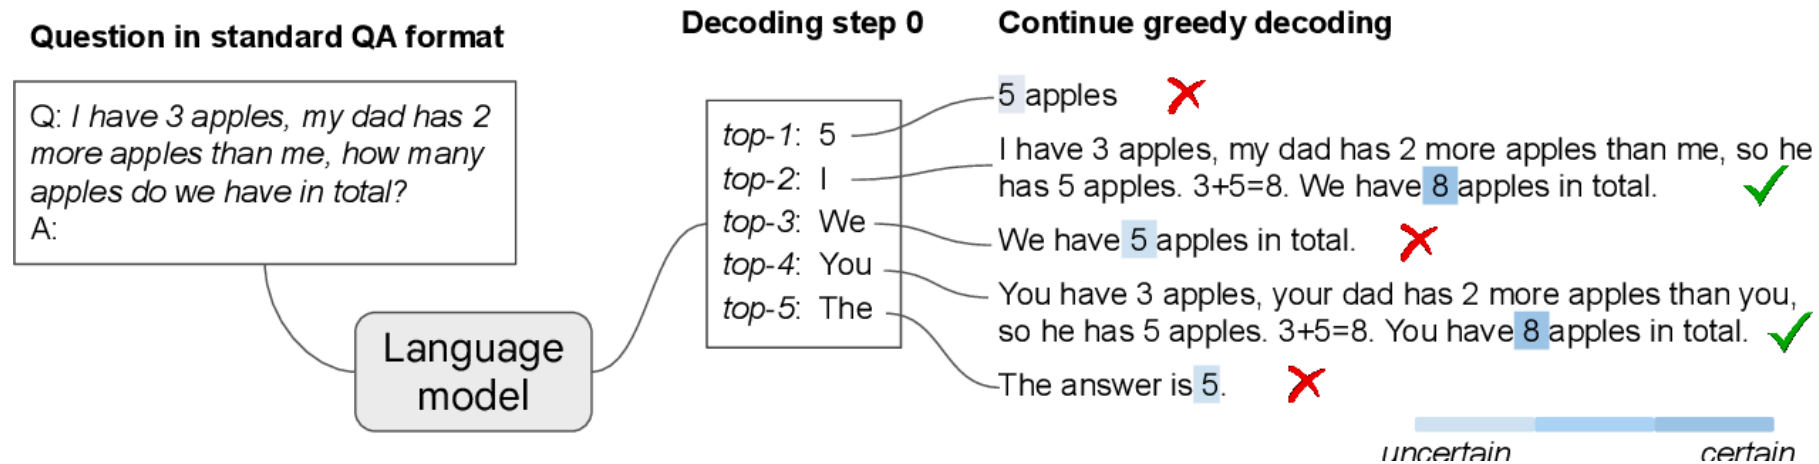 Question in standard QA format
Q: I have 3 apples, my dad has 2
more apples than me, how many
apples do we have in total?
A:
Language
model
Decoding step 0
top-1: 5
top-2: I
top-3: We
top-4: You
top-5: The
Continue greedy decoding
5 apples
I have 3 apples, my dad has 2 more apples than me, so he
has 5 apples. 3+5=8. We have 8 apples in total.
We have 5 apples in total.
You have 3 apples, your dad has 2 more apples than you,
so he has 5 apples. 3+5=8. You have 8 apples in total.
The answer is 5.
uncertain certain